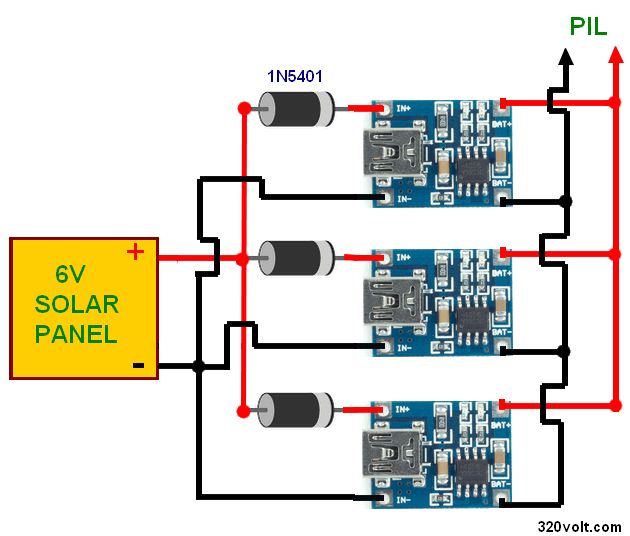 PIL
1N5401
IN+
BAT+
BAT-
IN-
+
6V
SOLAR
PANEL
-
IN+
BAT+
BAT-
IN-
IN+
BAT+
BAT-
IN-
320volt.com